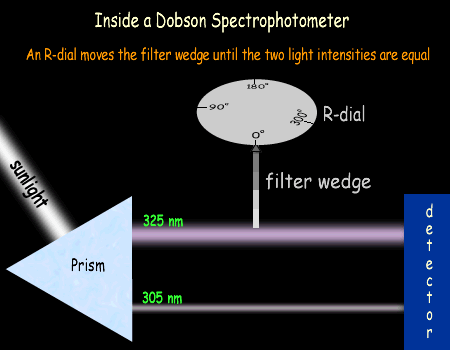 Inside a Dobson Spectrophotometer
An R-dial moves the filter wedge until the two light intensities are equal
180°
90°
300°
R-dial
0°
sunlight
filter wedge
325 nm
detector
Prism
305 nm